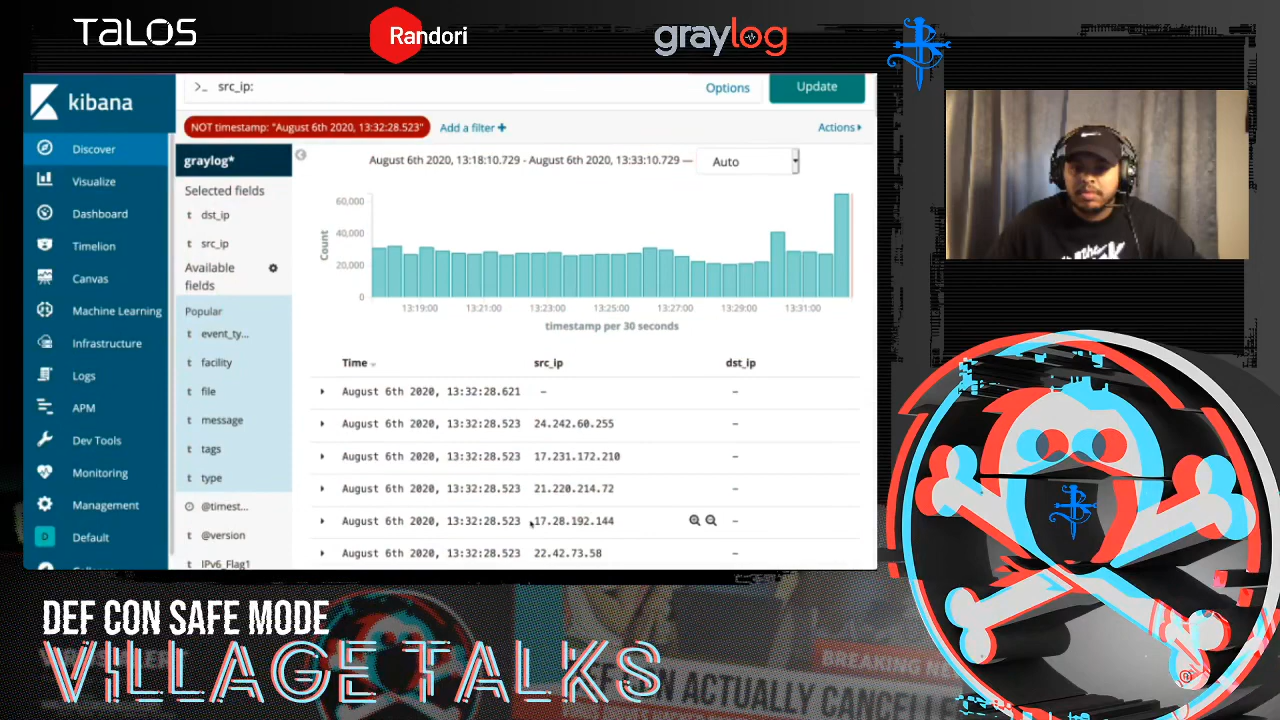 TALOS
Randori
graylog
kibana
Discover
Visualize
Dashboard
Timelion
Canvas
Machine Learning
Infrastructure
Logs
APM
Dev Tools
Monitoring
Management
D Default
>_ src_ip:
Options
Update
NOT timestamp: "August 6th 2020, 13:32:28.523"
Add a filter +
Actions
graylog*
Selected fields
t dst_ip
t src_ip
Available
fields
Popular
t event_ty...
t facility
t file
t message
t tags
t type
@timest...
t @version
IPv6_Flag1
August 6th 2020, 13:18:10.729 - August 6th 2020, 13:33:10.729 —
Auto
60,000
40,000
20,000
0
Count
13:19:00 13:21:00 13:23:00 13:25:00 13:27:00 13:29:00 13:31:00
timestamp per 30 seconds
Time src_ip dst_ip
August 6th 2020, 13:32:28.621 – –
August 6th 2020, 13:32:28.523 24.242.60.255 –
August 6th 2020, 13:32:28.523 17.231.172.210 –
August 6th 2020, 13:32:28.523 21.220.214.72 –
August 6th 2020, 13:32:28.523 17.28.192.144 –
August 6th 2020, 13:32:28.523 22.42.73.58 –
DEF CON SAFE MODE
VILLAGE TALKS
BREAKING
ACTUALLY